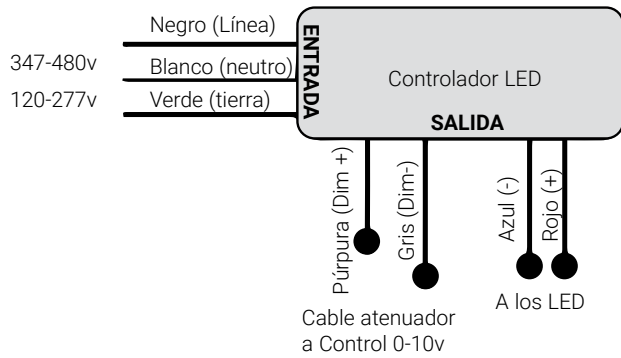 Negro (Línea)
347-480v
Blanco (neutro)
120-277v
Verde (tierra)
ENTRADA
Controlador LED
SALIDA
Púrpura (Dim +)
Gris (Dim-)
Azul (-)
Rojo (+)
Cable atenuador
a Control 0-10v
A los LED